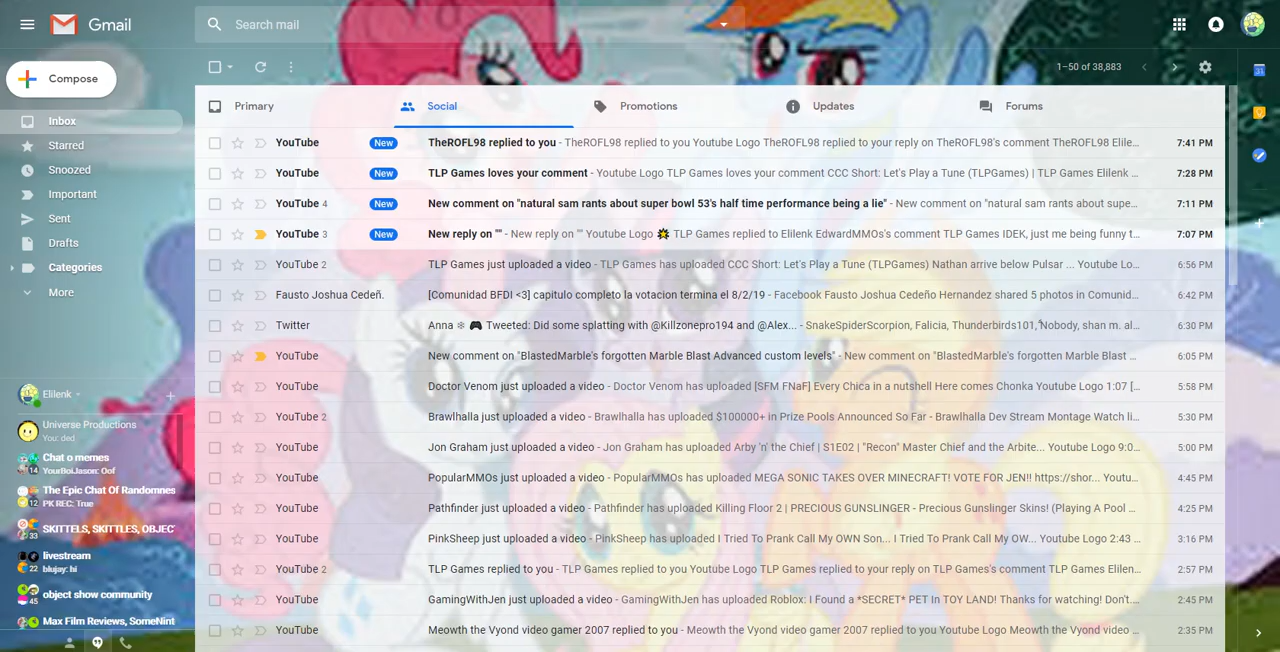 Gmail
Search mail
Compose
1–50 of 38,883
31
Inbox
Starred
Snoozed
Important
Sent
Drafts
Categories
More
Primary
Social
Promotions
Updates
Forums
YouTube New TheROFL98 replied to you - TheROFL98 replied to you Youtube Logo TheROFL98 replied to your reply on TheROFL98's comment TheROFL98 Elile... 7:41 PM
YouTube New TLP Games loves your comment - Youtube Logo TLP Games loves your comment CCC Short: Let's Play a Tune (TLPGames) | TLP Games Elilenk ... 7:28 PM
YouTube 4 New New comment on "natural sam rants about super bowl 53's half time performance being a lie" - New comment on "natural sam rants about supe... 7:11 PM
YouTube 3 New New reply on "" - New reply on "" Youtube Logo 💥 TLP Games replied to Elilenk EdwardMMOs's comment TLP Games IDEK, just me being funny t... 7:07 PM
YouTube 2 TLP Games just uploaded a video - TLP Games has uploaded CCC Short: Let's Play a Tune (TLPGames) Nathan arrive below Pulsar ... Youtube Lo... 6:56 PM
Fausto Joshua Cedeñ. [Comunidad BFDI <3] capitulo completo la votacion termina el 8/2/19 - Facebook Fausto Joshua Cedeño Hernandez shared 5 photos in Comunid... 6:42 PM
Twitter Anna ❄ 🎮 Tweeted: Did some splatting with @Killzonepro194 and @Alex... - SnakeSpiderScorpion, Falicia, Thunderbirds101, Nobody, shan m. al... 6:30 PM
YouTube New comment on "BlastedMarble's forgotten Marble Blast Advanced custom levels" - New comment on "BlastedMarble's forgotten Marble Blast ... 6:05 PM
YouTube Doctor Venom just uploaded a video - Doctor Venom has uploaded [SFM FNaF] Every Chica in a nutshell Here comes Chonka Youtube Logo 1:07 [... 5:58 PM
YouTube 2 Brawlhalla just uploaded a video - Brawlhalla has uploaded $100000+ in Prize Pools Announced So Far - Brawlhalla Dev Stream Montage Watch li... 5:30 PM
YouTube Jon Graham just uploaded a video - Jon Graham has uploaded Arby 'n' the Chief | S1E02 | "Recon" Master Chief and the Arbite... Youtube Logo 9:0... 5:00 PM
YouTube PopularMMOs just uploaded a video - PopularMMOs has uploaded MEGA SONIC TAKES OVER MINECRAFT! VOTE FOR JEN!! https://shor... Youtu... 4:45 PM
YouTube Pathfinder just uploaded a video - Pathfinder has uploaded Killing Floor 2 | PRECIOUS GUNSLINGER - Precious Gunslinger Skins! (Playing A Pool ... 4:25 PM
YouTube PinkSheep just uploaded a video - PinkSheep has uploaded I Tried To Prank Call My OWN Son... I Tried To Prank Call My OW... Youtube Logo 2:43 ... 3:16 PM
YouTube 2 TLP Games replied to you - TLP Games replied to you Youtube Logo TLP Games replied to your reply on TLP Games's comment TLP Games Elilen... 2:57 PM
YouTube GamingWithJen just uploaded a video - GamingWithJen has uploaded Roblox: I Found a *SECRET* PET In TOY LAND! Thanks for watching! Don't... 2:45 PM
YouTube Meowth the Vyond video gamer 2007 replied to you - Meowth the Vyond video gamer 2007 replied to you Youtube Logo Meowth the Vyond video ... 2:35 PM
Elilenk
Universe Productions
You: ded
Chat o memes
14 YourBoiJason: Oof
The Epic Chat Of Randomnes
12 PK REC: True
SKITTELS, SKITTLES, OBJEC
33
livestream
22 blujay: hi
object show community
45
Max Film Reviews, SomeNint